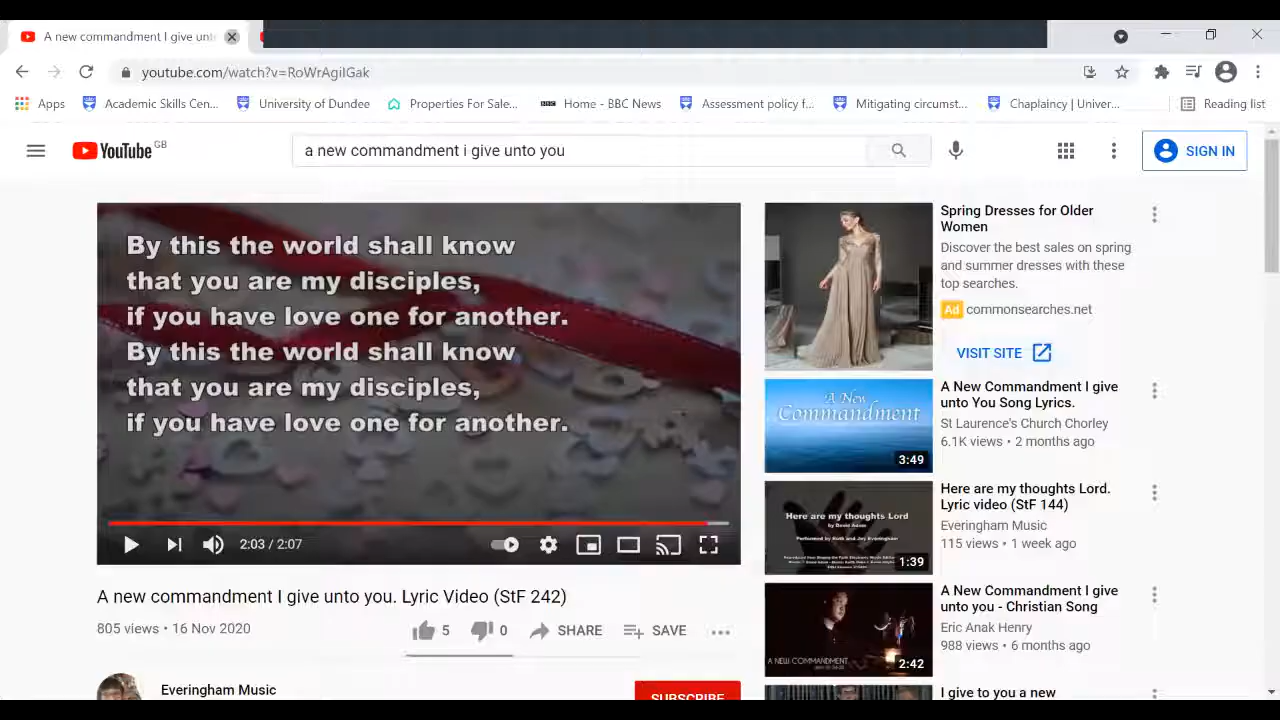 A new commandment I give unt
youtube.com/watch?v=RoWrAgiIGak
Apps
Academic Skills Cen...
University of Dundee
Properties For Sale...
BBC
Home - BBC News
Assessment policy f...
Mitigating circumst...
Chaplaincy | Univer...
Reading list
YouTube GB
a new commandment i give unto you
SIGN IN
By this the world shall know
that you are my disciples,
if you have love one for another.
By this the world shall know
that you are my disciples,
if you have love one for another.
2:03 / 2:07
A new commandment I give unto you. Lyric Video (StF 242)
805 views • 16 Nov 2020
5
0
SHARE
SAVE
Everingham Music
SUBSCRIBE
Spring Dresses for Older
Women
Discover the best sales on spring
and summer dresses with these
top searches.
Ad commonsearches.net
VISIT SITE
A New
Commandment
3:49
A New Commandment I give
unto You Song Lyrics.
St Laurence's Church Chorley
6.1K views • 2 months ago
Here are my thoughts Lord
by David Adam
1:39
Here are my thoughts Lord.
Lyric video (StF 144)
Everingham Music
115 views • 1 week ago
A NEW COMMANDMENT
2:42
A New Commandment I give
unto you - Christian Song
Eric Anak Henry
988 views • 6 months ago
I give to you a new